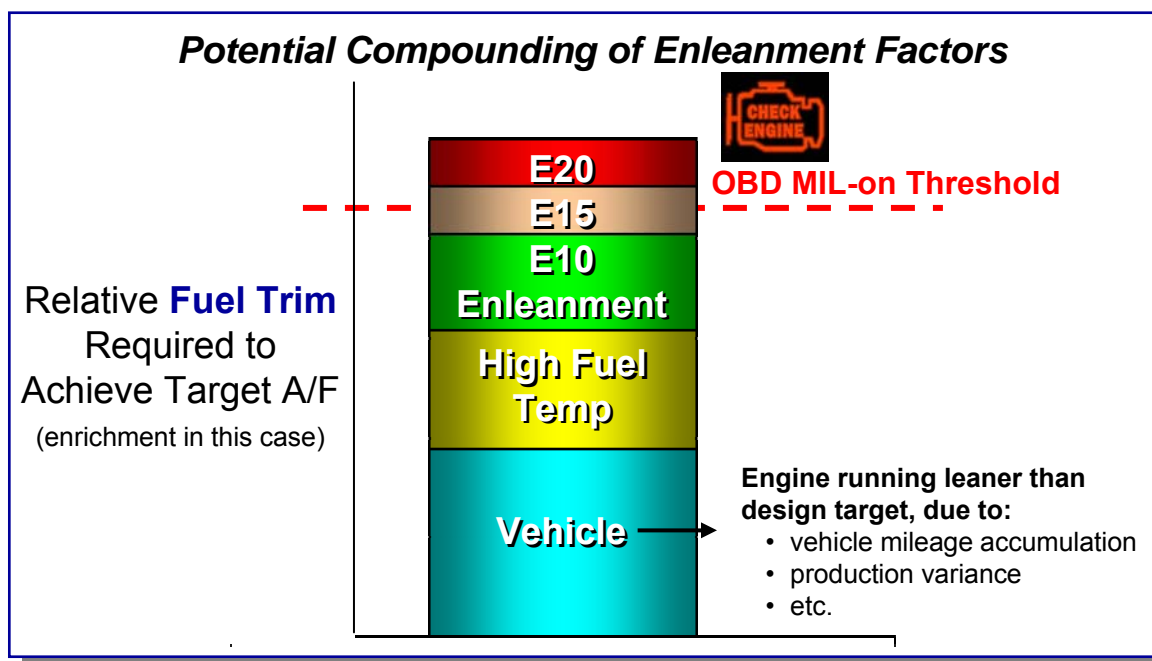 Potential Compounding of Enleanment Factors
CHECK
ENGINE
OBD MIL-on Threshold
E20
E15
E10
Enleanment
High Fuel
Temp
Vehicle
Relative Fuel Trim
Required to
Achieve Target A/F
(enrichment in this case)
Engine running leaner than
design target, due to:
• vehicle mileage accumulation
• production variance
• etc.